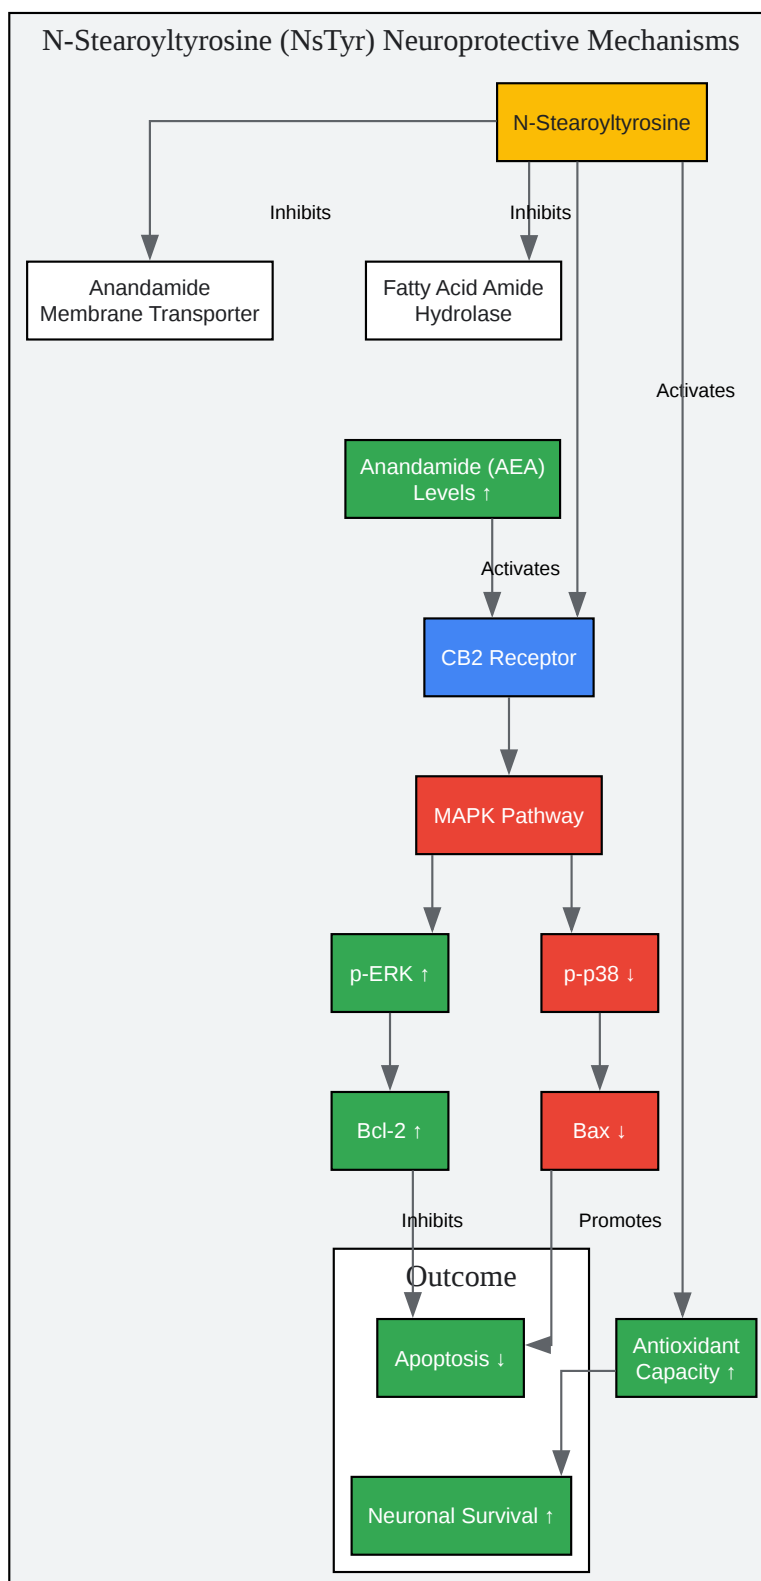 N-Stearoyltyrosine (NsTyr) Neuroprotective Mechanisms
N-Stearoyltyrosine
Inhibits
Inhibits
Anandamide
Membrane Transporter
Fatty Acid Amide
Hydrolase
Activates
Anandamide (AEA)
Levels ↑
Activates
CB2 Receptor
MAPK Pathway
p-ERK ↑
p-p38 ↓
Bcl-2 ↑
Bax ↓
Inhibits
Promotes
Outcome
Apoptosis ↓
Antioxidant
Capacity ↑
Neuronal Survival ↑